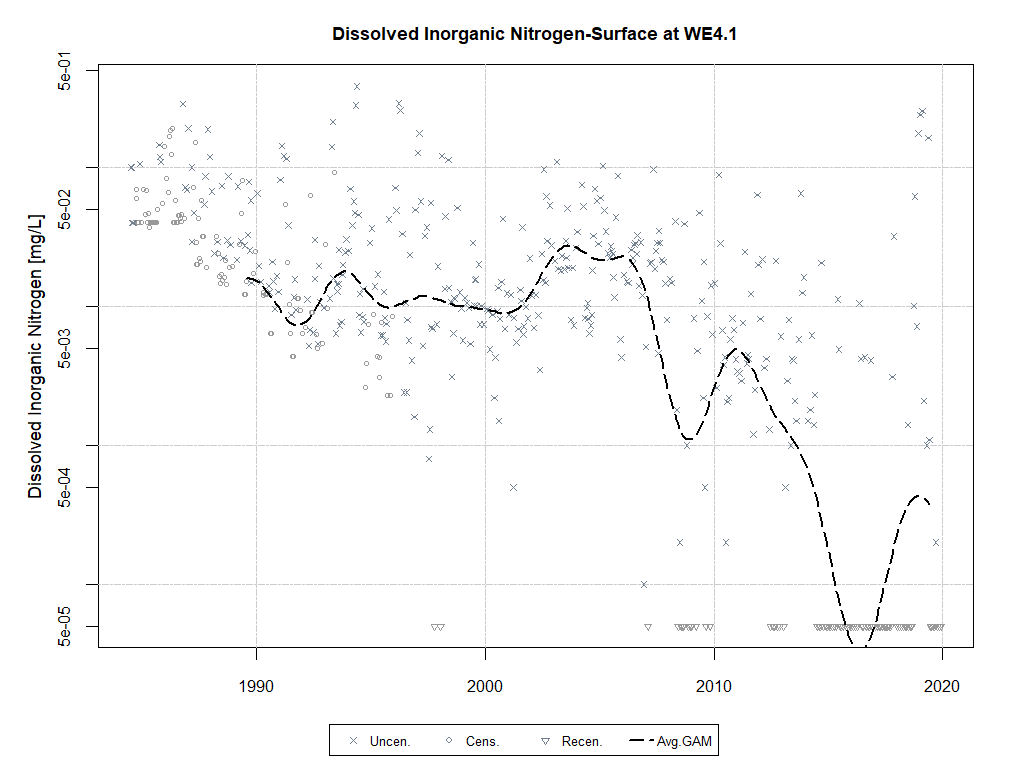 Dissolved Inorganic Nitrogen-Surface at WE4.1
Dissolved Inorganic Nitrogen [mg/L]
5e-01
5e-02
5e-03
5e-04
5e-05
1990 2000 2010 2020
Uncen. Cens. Recen. Avg.GAM